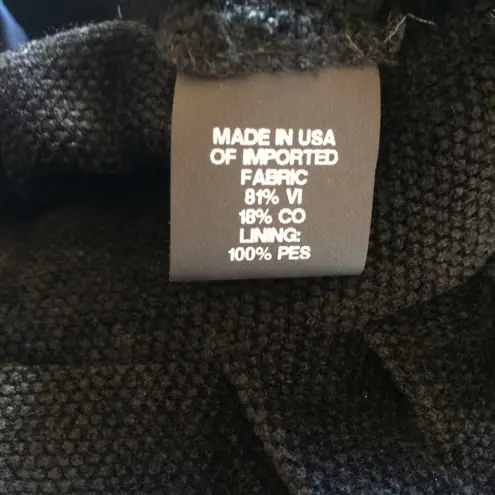 MADE IN USA
OF IMPORTED
FABRIC
81% VI
18% CO
LINING:
100% PES